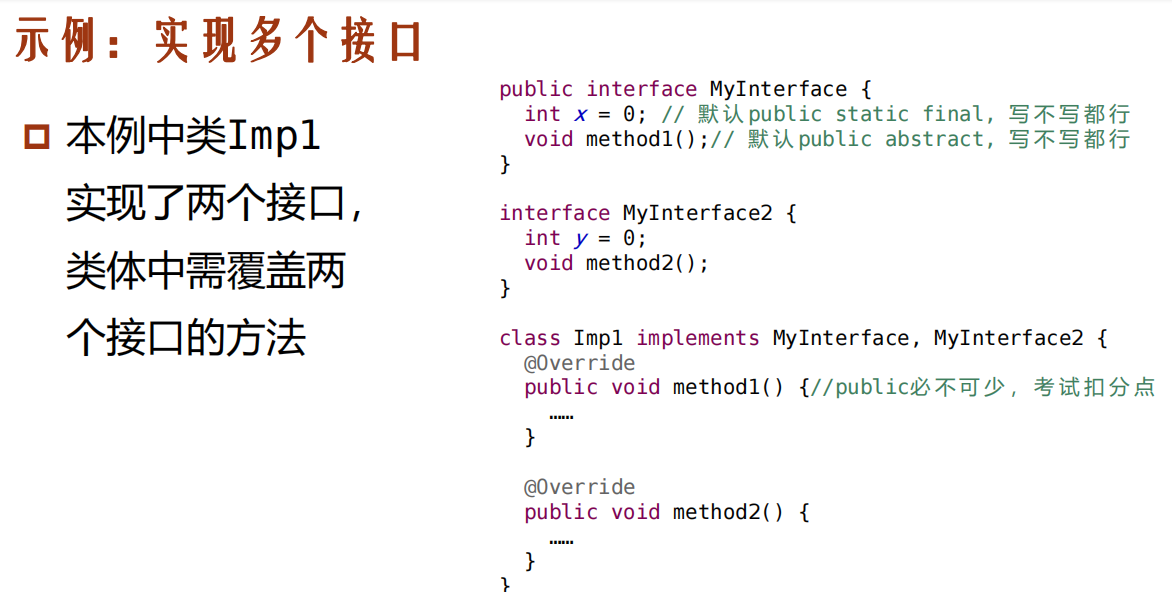 示例：实现多个接口
本例中类Imp1
实现了两个接口，
类体中需覆盖两
个接口的方法
public interface MyInterface {
int x = 0; // 默认public static final, 写不写都行
void method1();// 默认public abstract, 写不写都行
}
interface MyInterface2 {
int y = 0;
void method2();
}
class Imp1 implements MyInterface, MyInterface2 {
@Override
public void method1() {//public必不可少，考试扣分点
……
}
@Override
public void method2() {
……
}
}